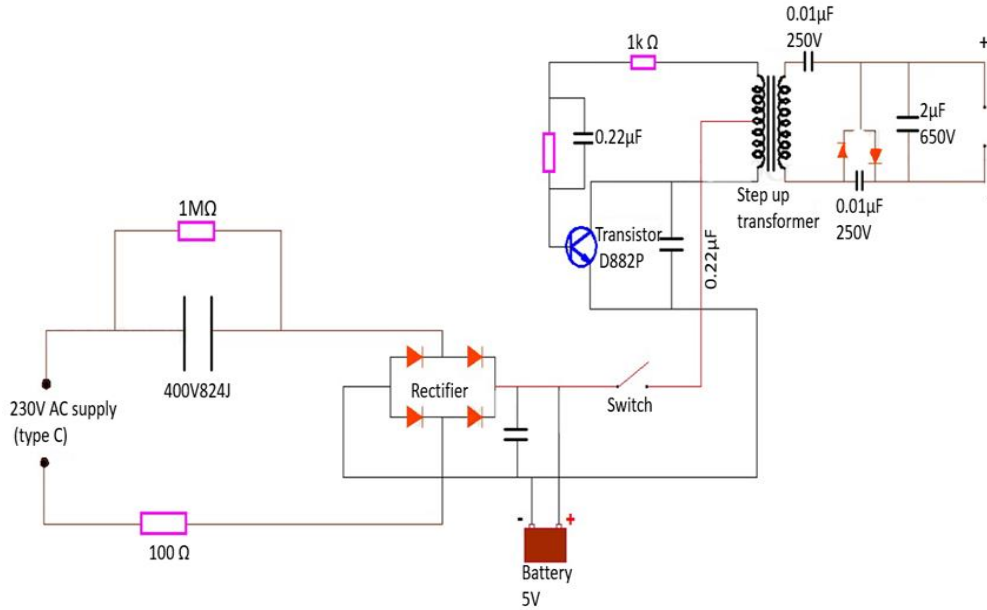 0.01µF
250V
+
1k Ω
0.22µF
2µF
650V
Step up
transformer
0.01µF
250V
1MΩ
Transistor
D882P
0.22µF
400V824J
Rectifier
Switch
230V AC supply
(type C)
100 Ω
- +
Battery
5V